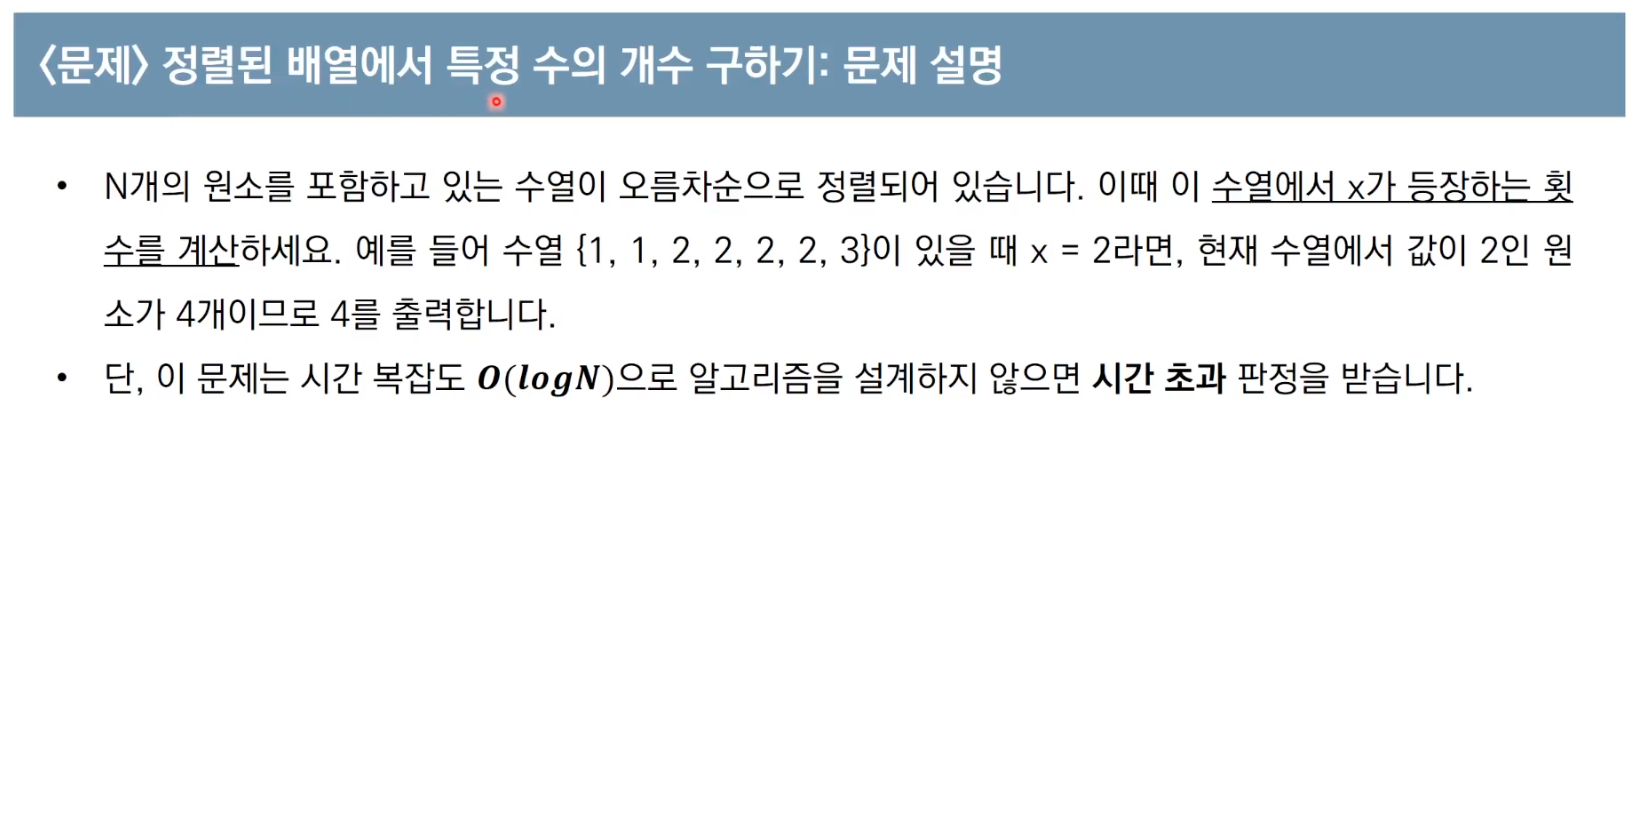 <문제> 정렬된 배열에서 특정 수의 개수 구하기: 문제 설명
• N개의 원소를 포함하고 있는 수열이 오름차순으로 정렬되어 있습니다. 이때 이 수열에서 x가 등장하는 횟
수를 계산하세요. 예를 들어 수열 {1, 1, 2, 2, 2, 2, 3}이 있을 때 x = 2라면, 현재 수열에서 값이 2인 원
소가 4개이므로 4를 출력합니다.
• 단, 이 문제는 시간 복잡도 O(logN)으로 알고리즘을 설계하지 않으면 시간 초과 판정을 받습니다.